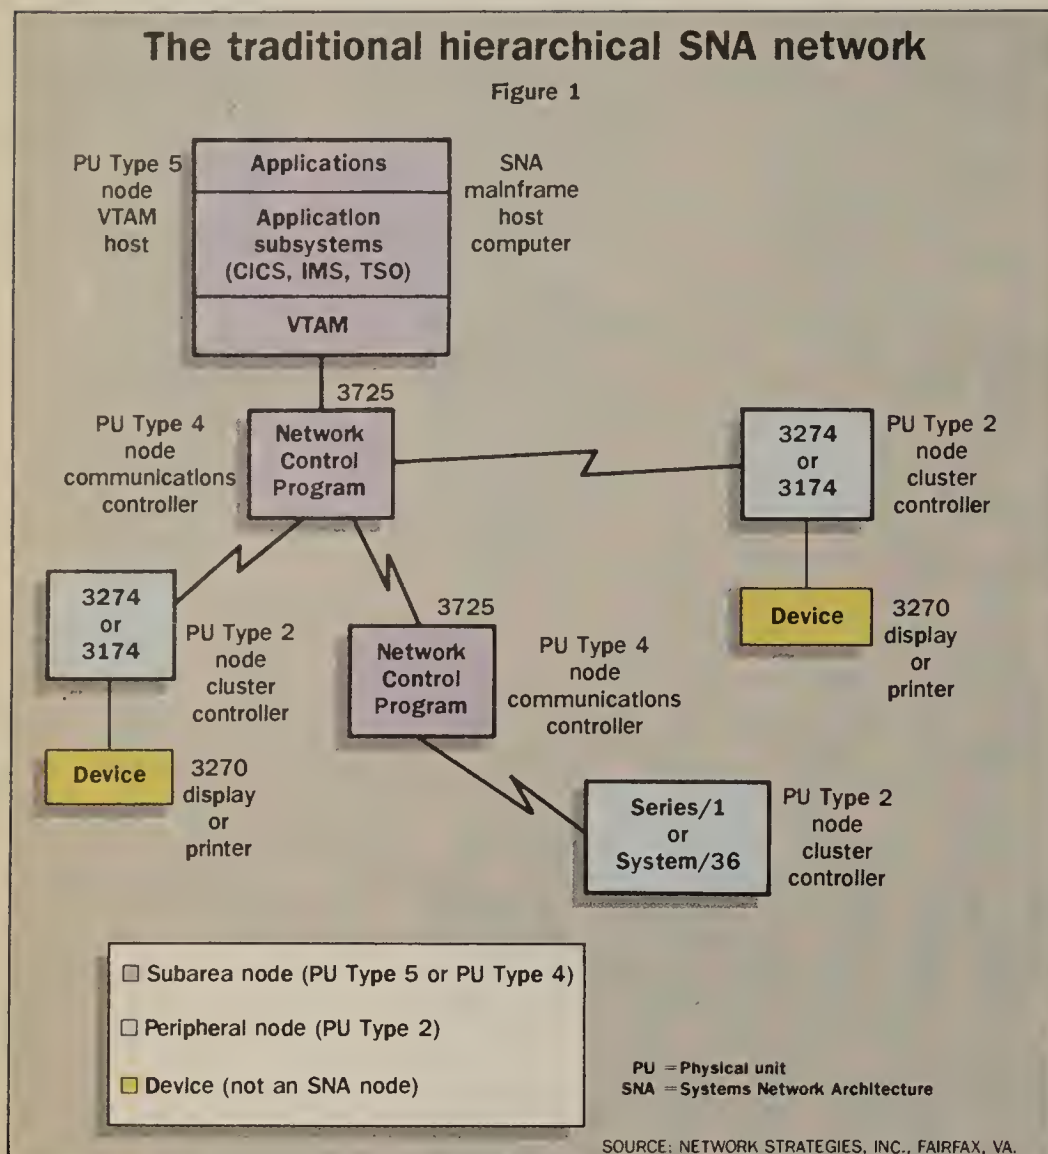 The traditional hierarchical SNA network
Figure 1
PU Type 5
node
VTAM
host
Applications
Application
subsystems
(CICS, IMS, TSO)
VTAM
SNA
mainframe
host
computer
3725
PU Type 4
node
communications
controller
Network
Control
Program
3274
or
3174
PU Type 2
node
cluster
controller
Device
3270
display
or
printer
3274
or
3174
PU Type 2
node
cluster
controller
Device
3270
display
or
printer
3725
Network
Control
Program
PU Type 4
node
communications
controller
Series/1
or
System/36
PU Type 2
node
cluster
controller
Subarea node (PU Type 5 or PU Type 4)
Peripheral node (PU Type 2)
Device (not an SNA node)
PU = Physical unit
SNA = Systems Network Architecture
SOURCE: NETWORK STRATEGIES, INC., FAIRFAX, VA.